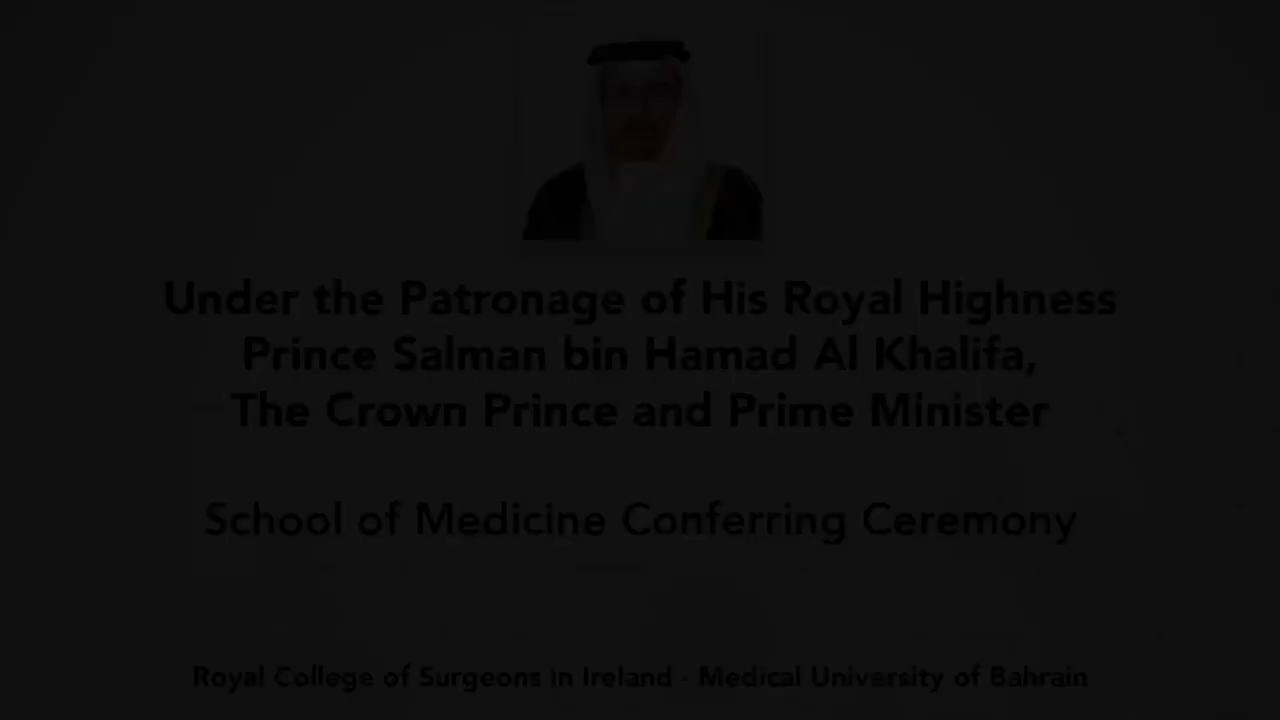 Under the Patronage of His Royal Highness
Prince Salman bin Hamad Al Khalifa,
The Crown Prince and Prime Minister
School of Medicine Conferring Ceremony
Royal College of Surgeons in Ireland - Medical University of Bahrain